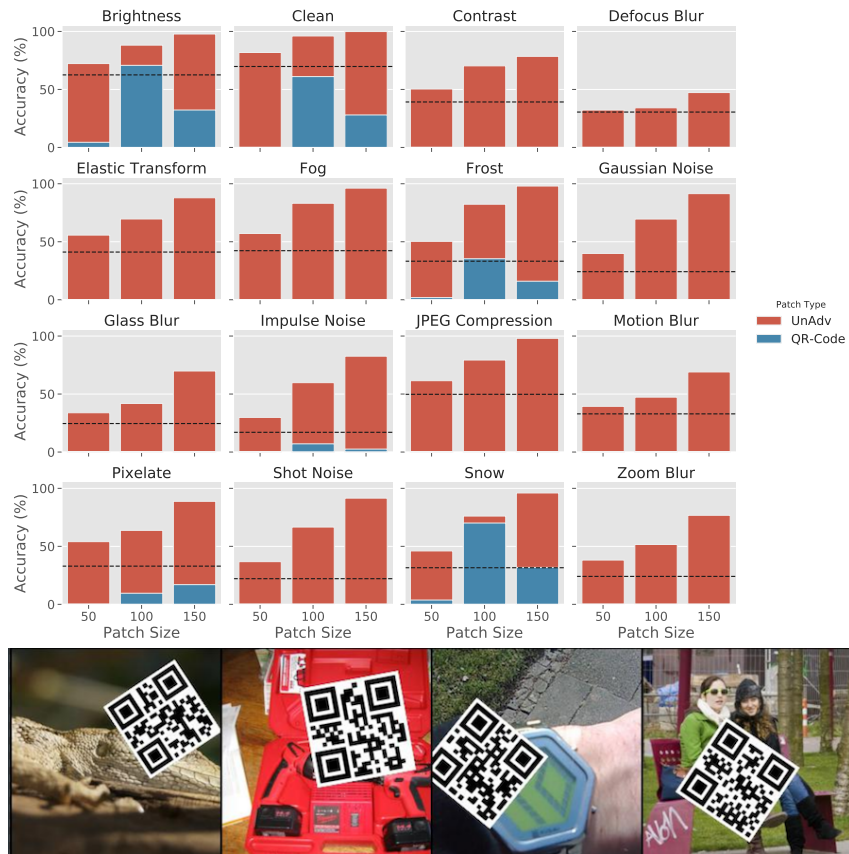 Brightness Clean Contrast Defocus Blur
Accuracy (%)
100
50
0
Elastic Transform Fog Frost Gaussian Noise
Accuracy (%)
100
50
0
Patch Type
UnAdv
QR-Code
Glass Blur Impulse Noise JPEG Compression Motion Blur
Accuracy (%)
100
50
0
Pixelate Shot Noise Snow Zoom Blur
Accuracy (%)
100
50
0
50 100 150 50 100 150 50 100 150 50 100 150
Patch Size Patch Size Patch Size Patch Size